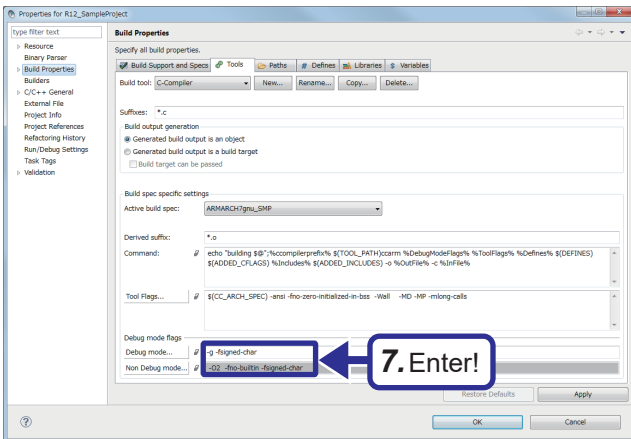 Properties for R12_SampleProject
type filter text
Resource
Binary Parser
Build Properties
Builders
C/C++ General
External File
Project Info
Project References
Refactoring History
Run/Debug Settings
Task Tags
Validation
Build Properties
Specify all build properties.
Build Support and Specs Tools Paths # Defines Libraries $ Variables
Build tool: C-Compiler New... Rename... Copy... Delete...
Suffixes: *.c
Build output generation
Generated build output is an object
Generated build output is a build target
Build target can be passed
Build spec specific settings
Active build spec: ARMARCH7gnu_SMP
Derived suffix: *.o
Command: echo "building $@";%ccompilerprefix% $(TOOL_PATH)ccarm %DebugModeFlags% %ToolFlags% %Defines% $(DEFINES)
$(ADDED_CFLAGS) %Includes% $(ADDED_INCLUDES) -o %OutFile% -c %InFile%
Tool Flags... $(CC_ARCH_SPEC) -ansi -fno-zero-initialized-in-bss -Wall -MD -MP -mlong-calls
Debug mode flags
Debug mode... -g -fsigned-char
Non Debug mode... -O2 -fno-builtin -fsigned-char
7. Enter!
Restore Defaults Apply
? OK Cancel